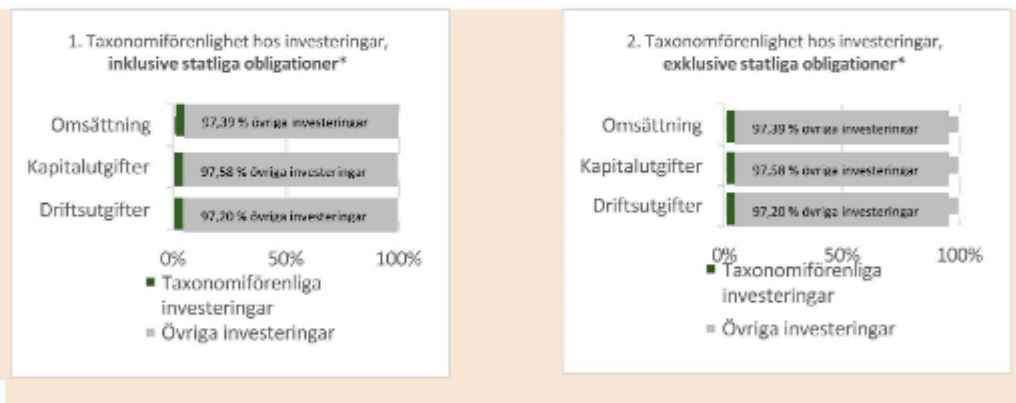 1. Taxonomiförenlighet hos investeringar,
inklusive statliga obligationer*
Omsättning
97,39 % övriga investeringar
Kapitalutgifter
97,58 % övriga investeringar
Driftsutgifter
97,20 % övriga investeringar
0% 50% 100%
Taxonomiförenliga
investeringar
Övriga investeringar
2. Taxonomförenlighet hos investeringar,
exklusive statliga obligationer*
Omsättning
97,39 % övriga investeringar
Kapitalutgifter
97,58 % övriga investeringar
Driftsutgifter
97,20 % övriga investeringar
0% 50% 100%
Taxonomiförenliga
investeringar
Övriga investeringar